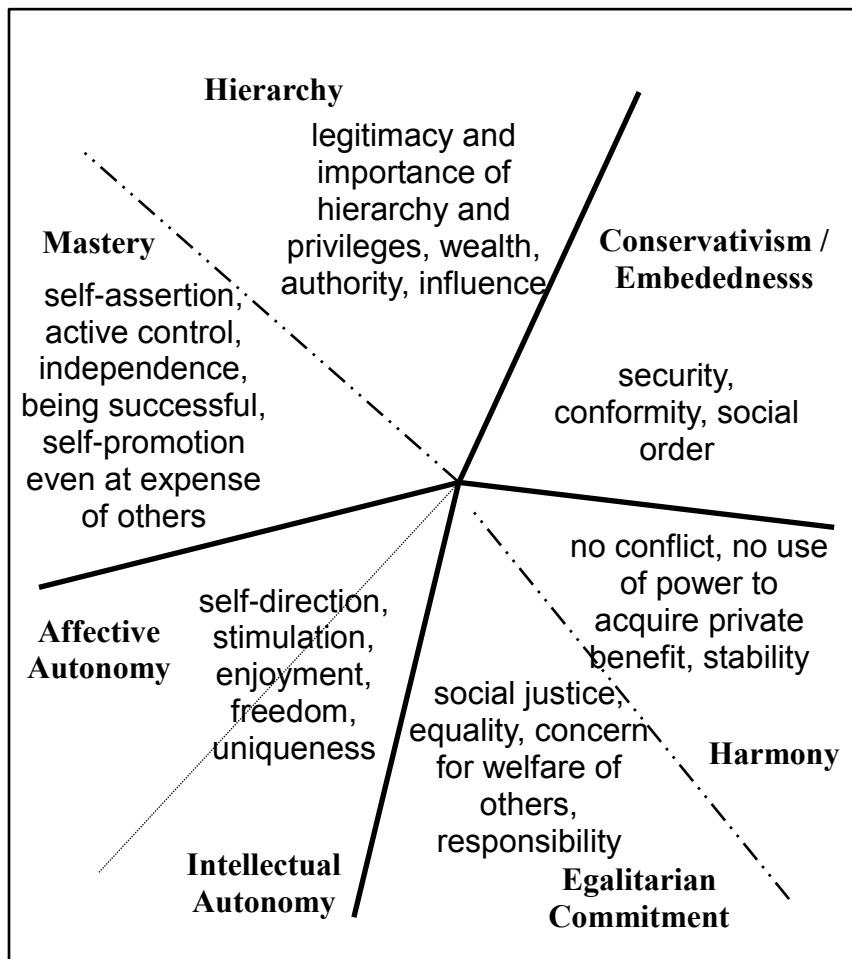 Hierarchy
legitimacy and
importance of
hierarchy and
privileges, wealth,
authority, influence
Mastery
self-assertion,
active control,
independence,
being successful,
self-promotion
even at expense
of others
Conservativism /
Embedednesss
security,
conformity, social
order
no conflict, no use
of power to
acquire private
benefit, stability
Harmony
Affective
Autonomy
self-direction,
stimulation,
enjoyment,
freedom,
uniqueness
Intellectual
Autonomy
social justice,
equality, concern
for welfare of
others,
responsibility
Egalitarian
Commitment